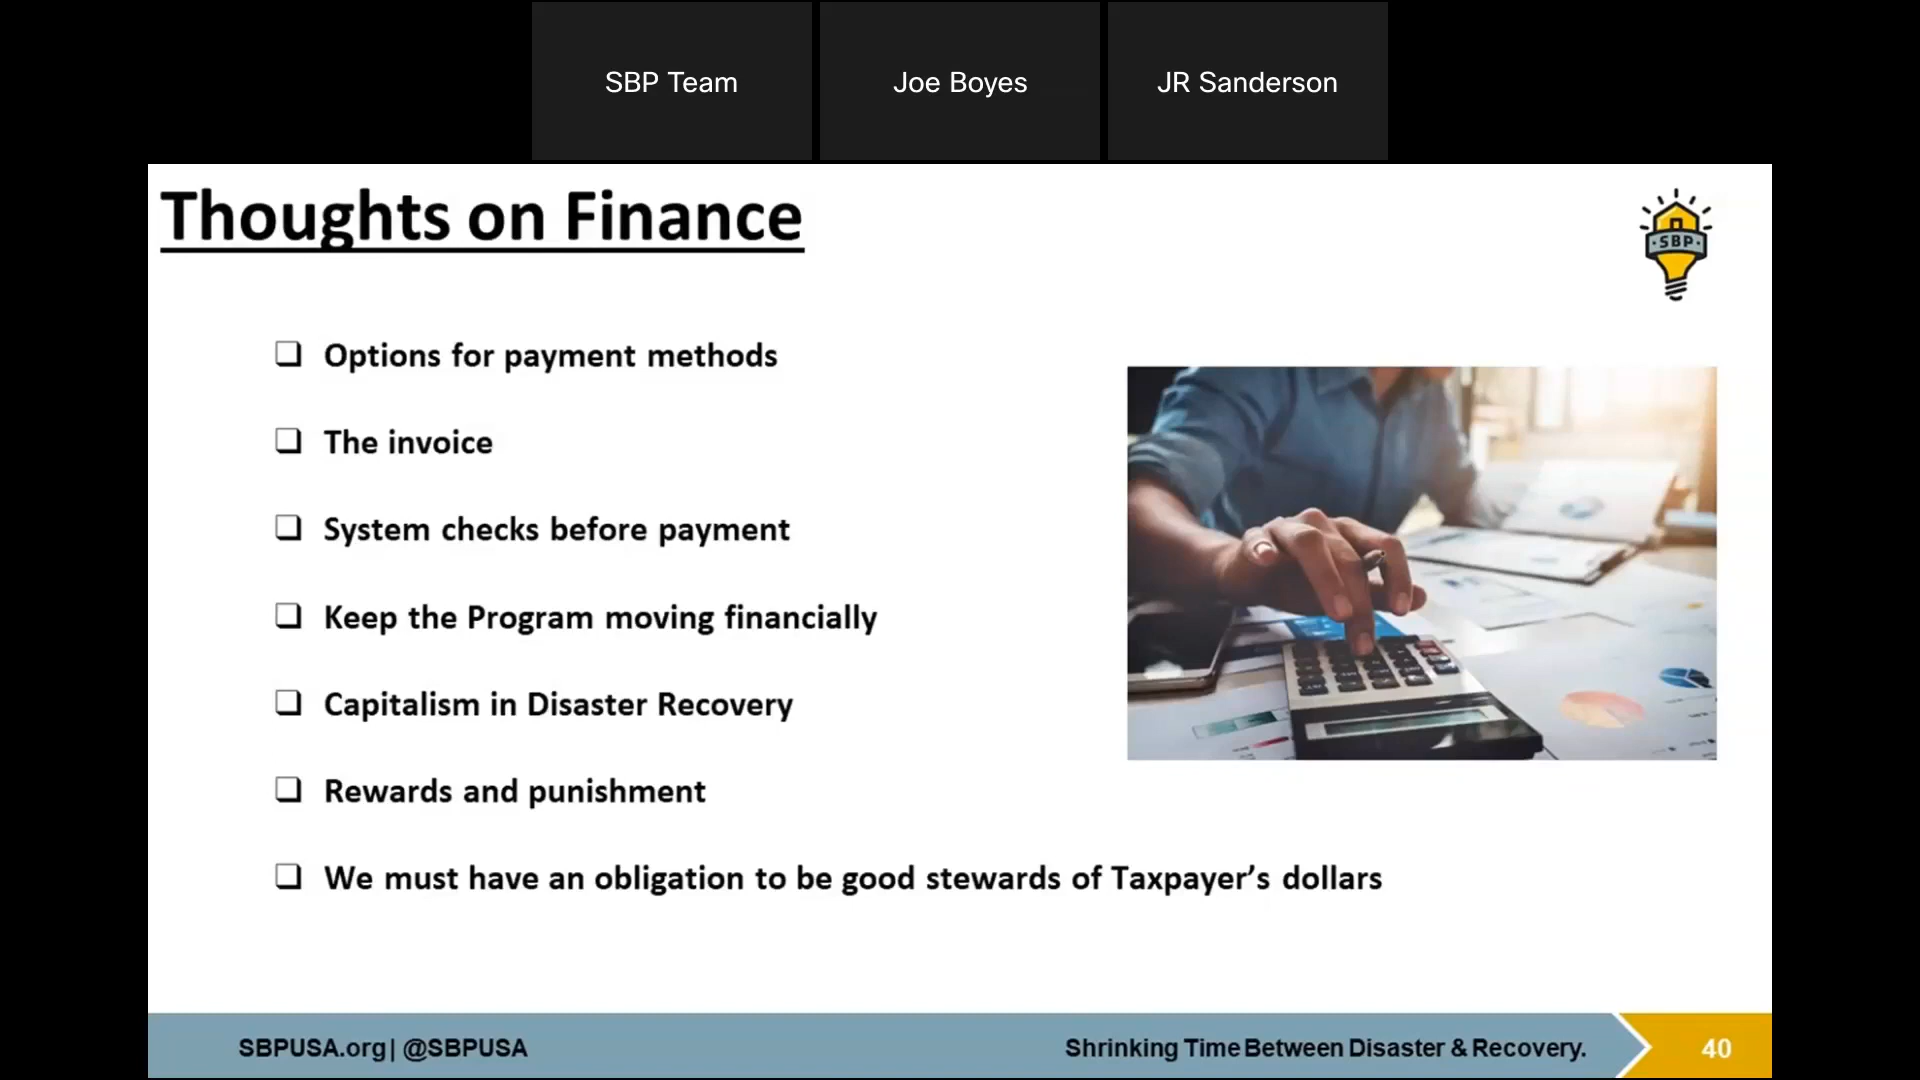 SBP Team
Joe Boyes
JR Sanderson
Thoughts on Finance
SBP
Options for payment methods
The invoice
System checks before payment
Keep the Program moving financially
Capitalism in Disaster Recovery
Rewards and punishment
We must have an obligation to be good stewards of Taxpayer’s dollars
SBPUSA.org| @SBPUSA
Shrinking Time Between Disaster & Recovery.
40